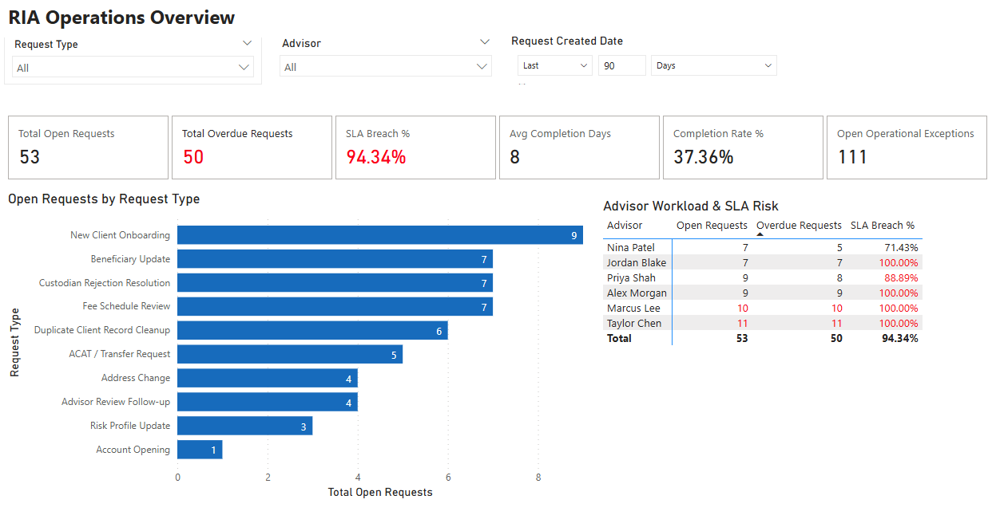 RIA Operations Overview
Request Type
All
Advisor
All
Request Created Date
Last 90 Days
Total Open Requests
53
Total Overdue Requests
50
SLA Breach %
94.34%
Avg Completion Days
8
Completion Rate %
37.36%
Open Operational Exceptions
111
Open Requests by Request Type
Request Type
New Client Onboarding 9
Beneficiary Update 7
Custodian Rejection Resolution 7
Fee Schedule Review 7
Duplicate Client Record Cleanup 6
ACAT / Transfer Request 5
Address Change 4
Advisor Review Follow-up 4
Risk Profile Update 3
Account Opening 1
0 2 4 6 8
Total Open Requests
Advisor Workload & SLA Risk
Advisor Open Requests Overdue Requests SLA Breach %
Nina Patel 7 5 71.43%
Jordan Blake 7 7 100.00%
Priya Shah 9 8 88.89%
Alex Morgan 9 9 100.00%
Marcus Lee 10 10 100.00%
Taylor Chen 11 11 100.00%
Total 53 50 94.34%